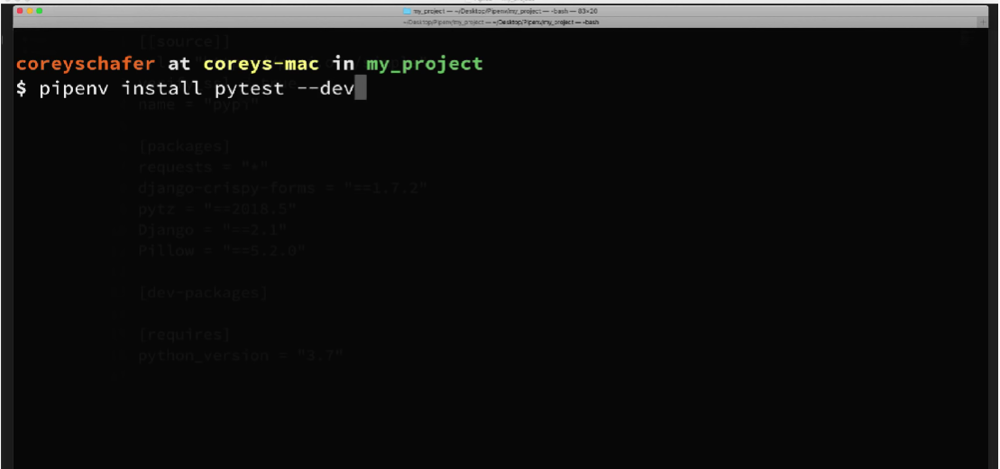 my_project — ~/Desktop/Pipenv/my_project — -bash — 83×20
~/Desktop/Pipenv/my_project — ~/Desktop/Pipenv/my_project — -bash
[[source]]
coreyschafer at coreys-mac in my_project
$ pipenv install pytest --dev
name = "pypi"
[packages]
requests = "*"
django-crispy-forms = "==1.7.2"
pytz = "==2018.5"
Django = "==2.1"
Pillow = "==5.2.0"
[dev-packages]
[requires]
python_version = "3.7"